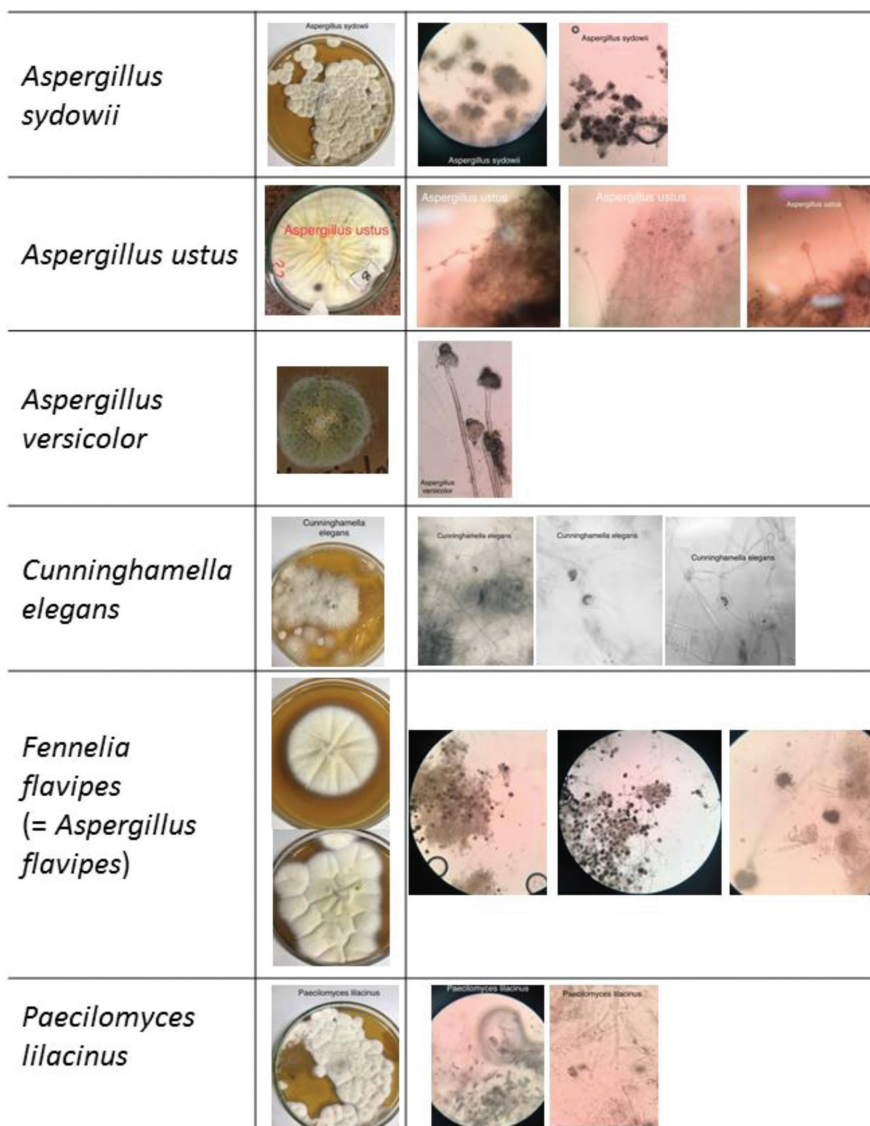 Aspergillus
sydowii
Aspergillus sydowii
Aspergillus sydowii
Aspergillus sydowii
Aspergillus ustus
Aspergillus ustus
Aspergillus ustus
Aspergillus ustus
Aspergillus ustus
Aspergillus
versicolor
Aspergillus
versicolor
Cunninghamella
elegans
Cunninghamella
elegans
Cunninghamella elegans
Cunninghamella elegans
Cunninghamella elegans
Fennelia
flavipes
(= Aspergillus
flavipes)
Paecilomyces
lilacinus
Paecilomyces lilacinus
Paecilomyces lilacinus
Paecilomyces lilacinus